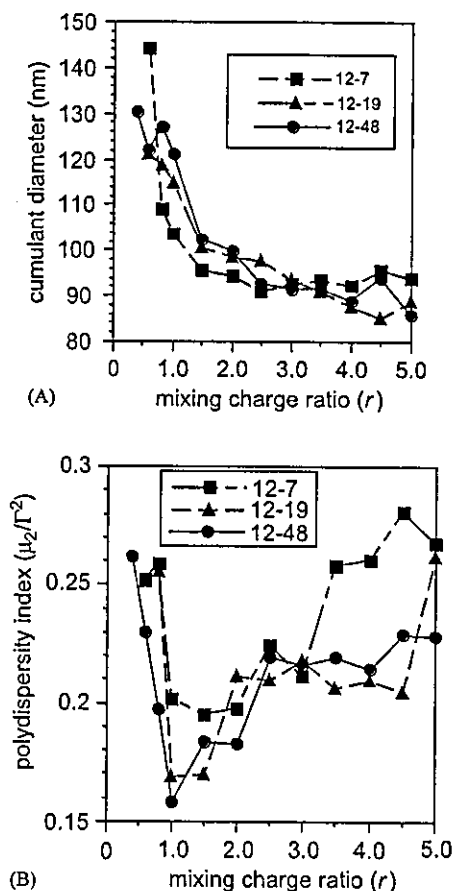 150
140
130
120
110
100
90
80
cumulant diameter (nm)
12-7
12-19
12-48
0 1.0 2.0 3.0 4.0 5.0
mixing charge ratio (r)
(A)
0.3
0.25
0.2
0.15
polydispersity index (μ₂/Γ²)
12-7
12-19
12-48
0 1.0 2.0 3.0 4.0 5.0
mixing charge ratio (r)
(B)